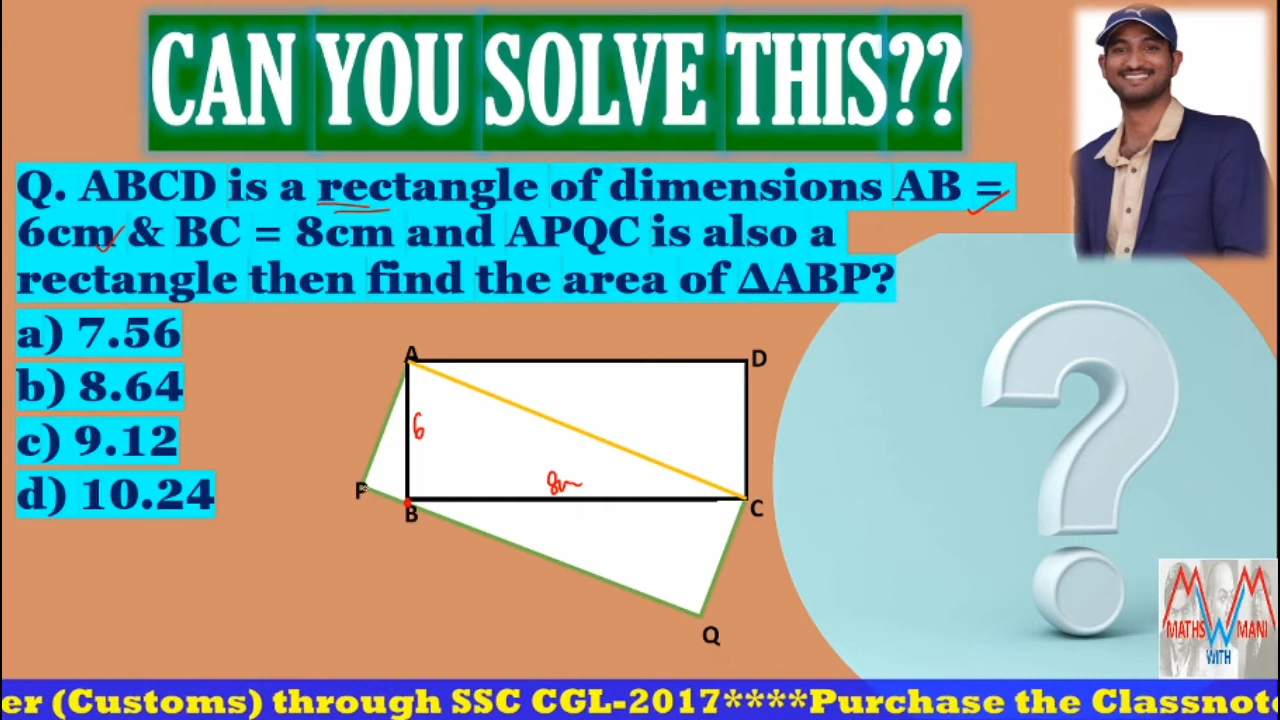 CAN YOU SOLVE THIS??
Q. ABCD is a rectangle of dimensions AB =
6cm & BC = 8cm and APQC is also a
rectangle then find the area of ΔABP?
a) 7.56
b) 8.64
c) 9.12
d) 10.24
A
D
6
8
P
B
C
Q
MATHS MANI
WITH
er (Customs) through SSC CGL-2017****Purchase the Classnot